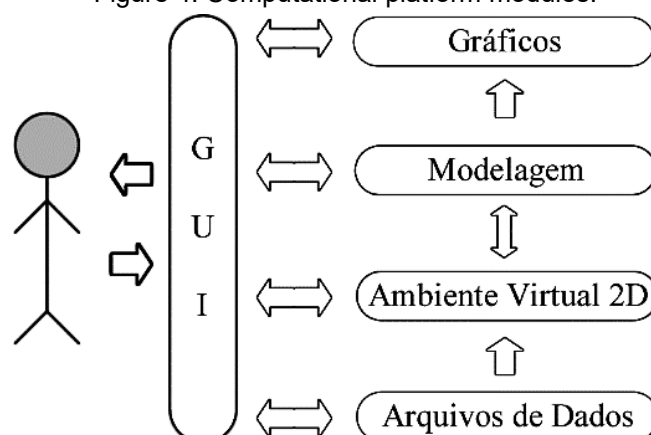 Figure 1. Computational platform modules.
Gráficos
G
Modelagem
U
Ambiente Virtual 2D
I
Arquivos de Dados